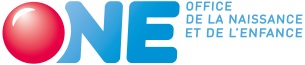 ONE
OFFICE
DE LA NAISSANCE
ET DE L'ENFANCE